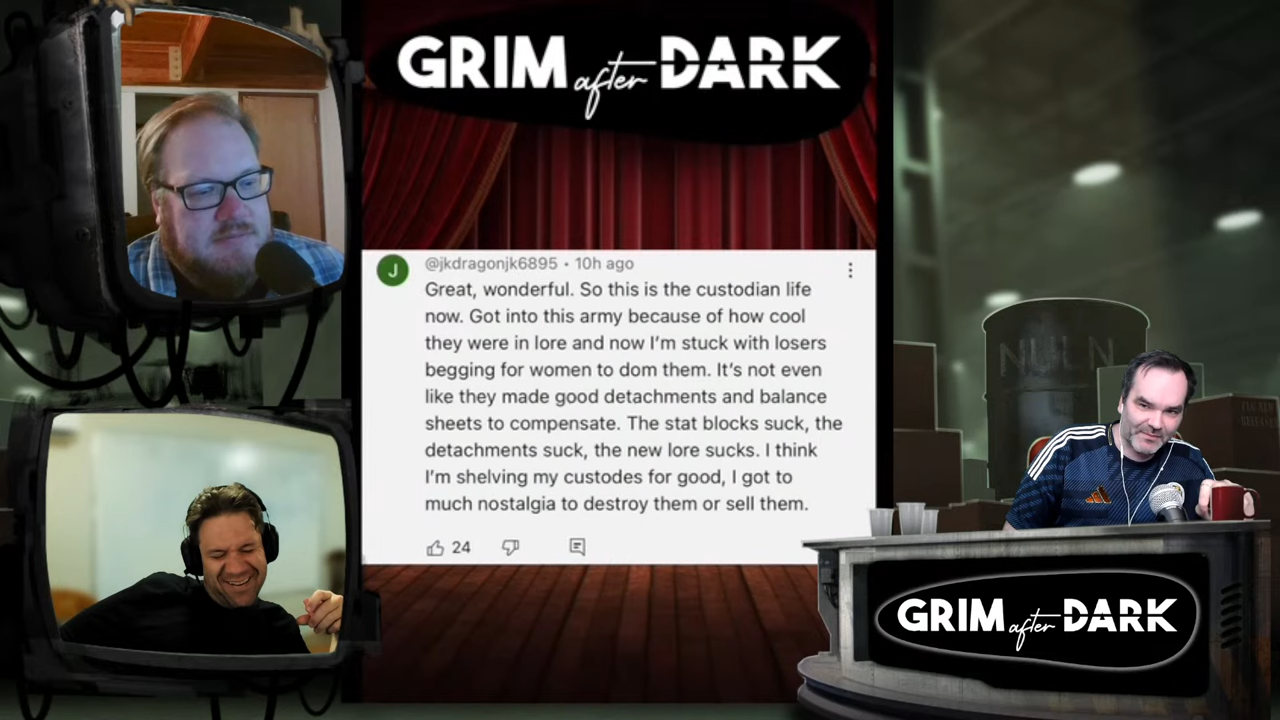 GRIM after DARK
J
@jkdragonjk6895 • 10h ago
Great, wonderful. So this is the custodian life
now. Got into this army because of how cool
they were in lore and now I'm stuck with losers
begging for women to dom them. It's not even
like they made good detachments and balance
sheets to compensate. The stat blocks suck, the
detachments suck, the new lore sucks. I think
I'm shelving my custodes for good, I got to
much nostalgia to destroy them or sell them.
24
NULN
GRIM after DARK